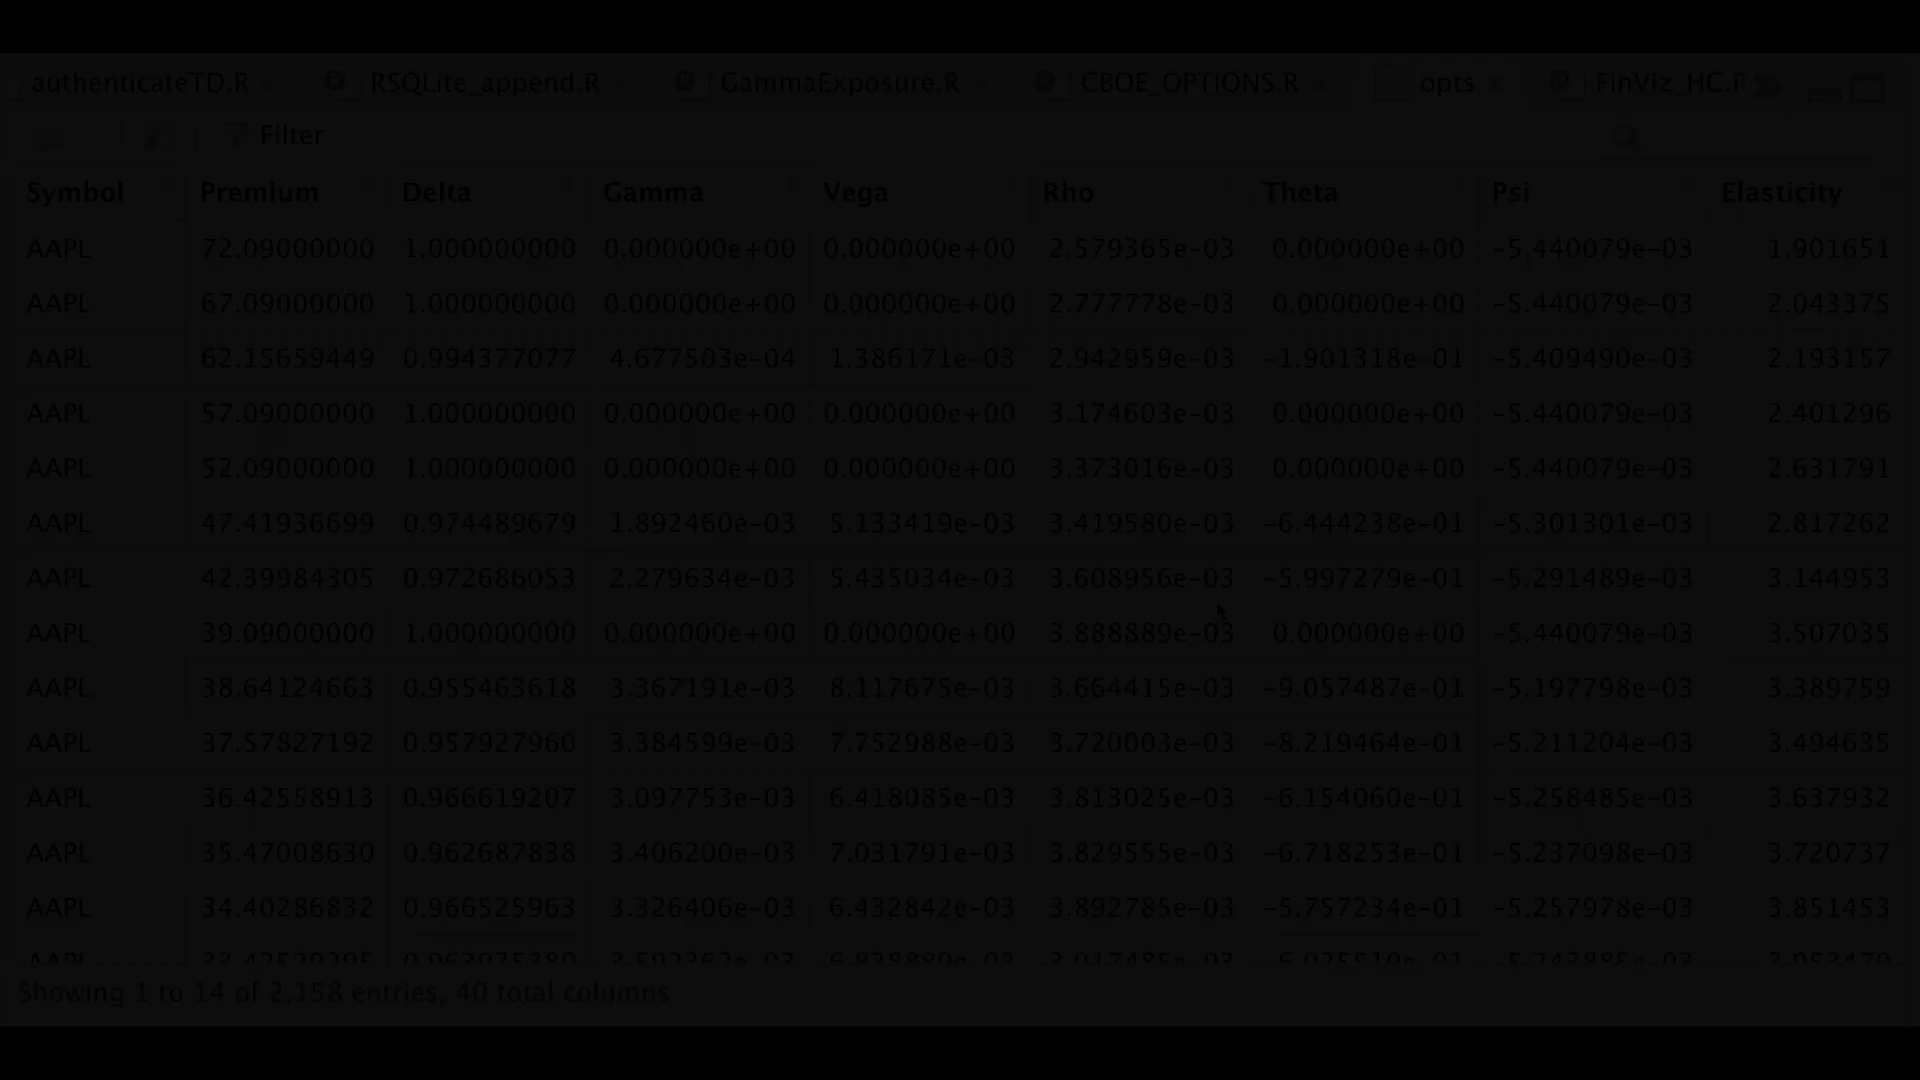 authenticateTD.R RSQLite_append.R GammaExposure.R CBOE_OPTIONS.R opts FinViz_HC.R
Filter
Symbol Premium Delta Gamma Vega Rho Theta Psi Elasticity
AAPL 72.09000000 1.000000000 0.000000e+00 0.000000e+00 2.579365e-03 0.000000e+00 -5.440079e-03 1.901651
AAPL 67.09000000 1.000000000 0.000000e+00 0.000000e+00 2.777778e-03 0.000000e+00 -5.440079e-03 2.043375
AAPL 62.15659449 0.994377077 4.677503e-04 1.386171e-03 2.942959e-03 -1.901318e-01 -5.409490e-03 2.193157
AAPL 57.09000000 1.000000000 0.000000e+00 0.000000e+00 3.174603e-03 0.000000e+00 -5.440079e-03 2.401296
AAPL 52.09000000 1.000000000 0.000000e+00 0.000000e+00 3.373016e-03 0.000000e+00 -5.440079e-03 2.631791
AAPL 47.41936699 0.974489679 1.892460e-03 5.133419e-03 3.419580e-03 -6.444238e-01 -5.301301e-03 2.817262
AAPL 42.39984305 0.972686053 2.279634e-03 5.435034e-03 3.608956e-03 -5.997279e-01 -5.291489e-03 3.144953
AAPL 39.09000000 1.000000000 0.000000e+00 0.000000e+00 3.888889e-03 0.000000e+00 -5.440079e-03 3.507035
AAPL 38.64124663 0.955463618 3.367191e-03 8.117675e-03 3.664415e-03 -9.057487e-01 -5.197798e-03 3.389759
AAPL 37.57827192 0.957927960 3.384599e-03 7.752988e-03 3.720003e-03 -8.219464e-01 -5.211204e-03 3.494635
AAPL 36.42558913 0.966619207 3.097753e-03 6.418085e-03 3.813025e-03 -6.154060e-01 -5.258485e-03 3.637932
AAPL 35.47008630 0.962687838 3.406200e-03 7.031791e-03 3.829555e-03 -6.718253e-01 -5.237098e-03 3.720737
AAPL 34.40286832 0.966525963 3.326406e-03 6.432842e-03 3.892785e-03 -5.757234e-01 -5.257978e-03 3.851453
AAPL
Showing 1 to 14 of 2,158 entries, 40 total columns